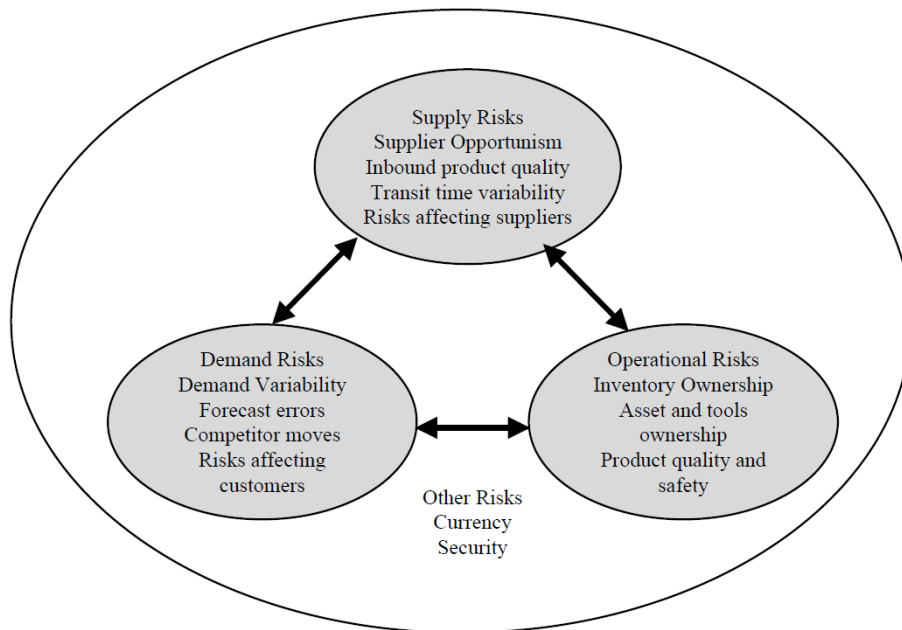 Supply Risks
Supplier Opportunism
Inbound product quality
Transit time variability
Risks affecting suppliers
Demand Risks
Demand Variability
Forecast errors
Competitor moves
Risks affecting
customers
Operational Risks
Inventory Ownership
Asset and tools
ownership
Product quality and
safety
Other Risks
Currency
Security